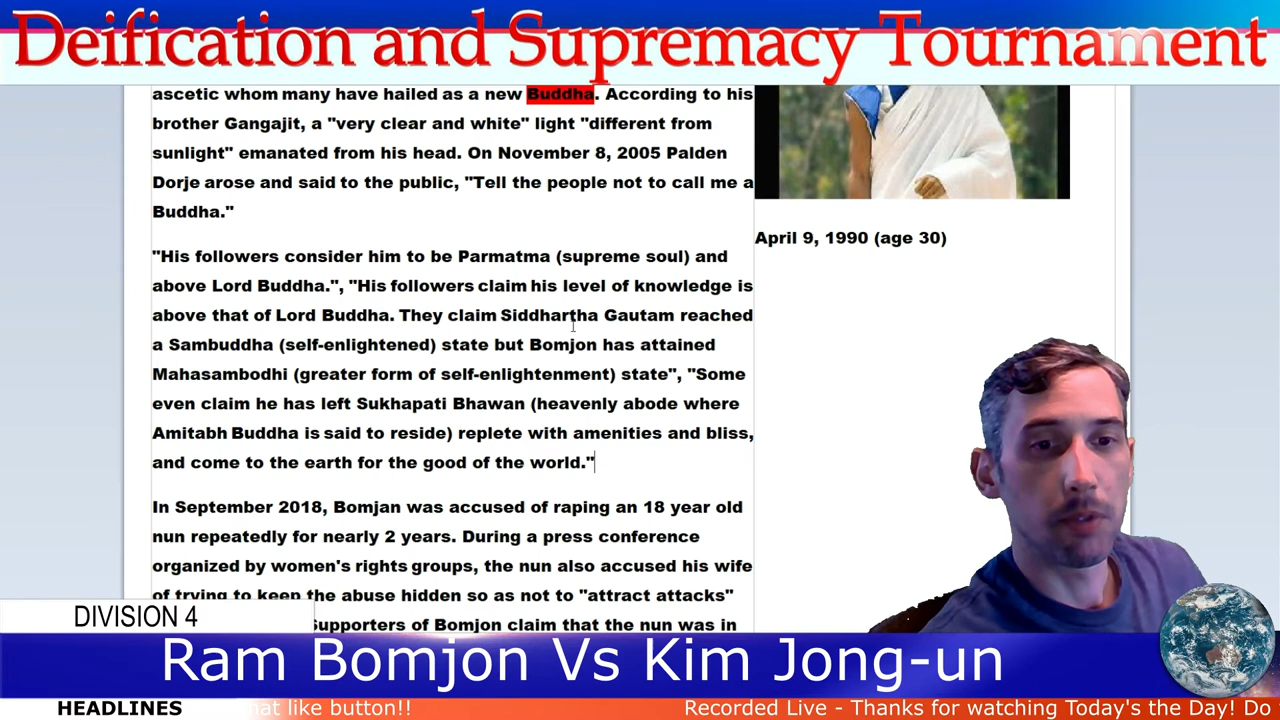 Deification and Supremacy Tournament
ascetic whom many have hailed as a new Buddha. According to his
brother Gangajit, a "very clear and white" light "different from
sunlight" emanated from his head. On November 8, 2005 Palden
Dorje arose and said to the public, "Tell the people not to call me a
Buddha."
April 9, 1990 (age 30)
"His followers consider him to be Parmatma (supreme soul) and
above Lord Buddha.", "His followers claim his level of knowledge is
above that of Lord Buddha. They claim Siddhartha Gautam reached
a Sambuddha (self-enlightened) state but Bomjon has attained
Mahasambodhi (greater form of self-enlightenment) state", "Some
even claim he has left Sukhapati Bhawan (heavenly abode where
Amitabh Buddha is said to reside) replete with amenities and bliss,
and come to the earth for the good of the world."
In September 2018, Bomjan was accused of raping an 18 year old
nun repeatedly for nearly 2 years. During a press conference
organized by women's rights groups, the nun also accused his wife
of trying to keep the abuse hidden so as not to "attract attacks"
Supporters of Bomjon claim that the nun was in
DIVISION 4
Ram Bomjon Vs Kim Jong-un
HEADLINES
hat like button!! Recorded Live - Thanks for watching Today's the Day! Do